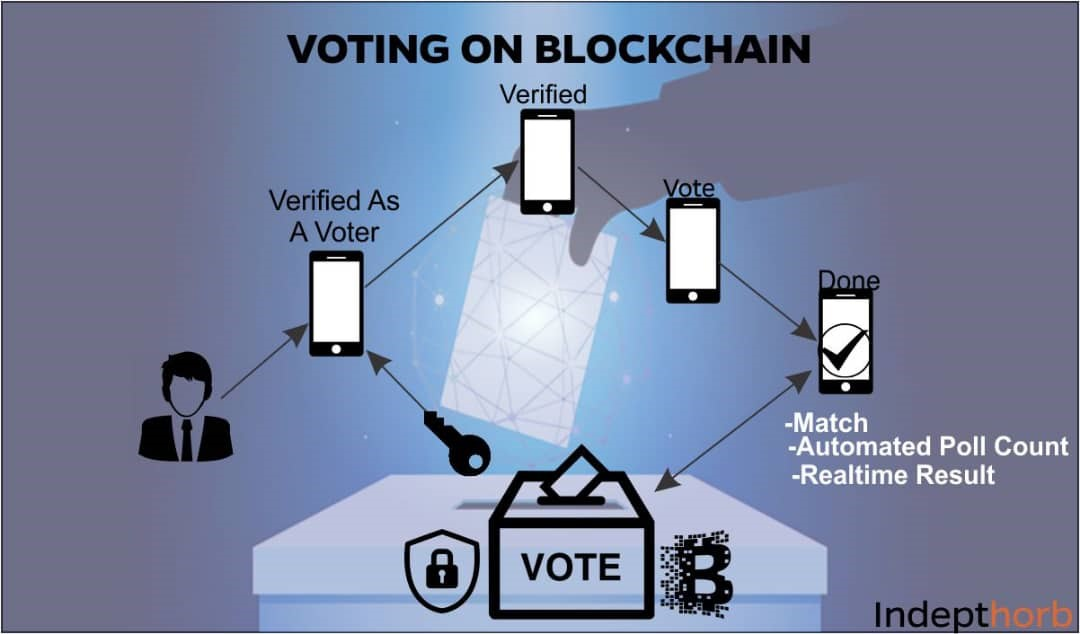 VOTING ON BLOCKCHAIN
Verified
Verified As
A Voter
Vote
Done
-Match
-Automated Poll Count
-Realtime Result
VOTE
Indepthorb